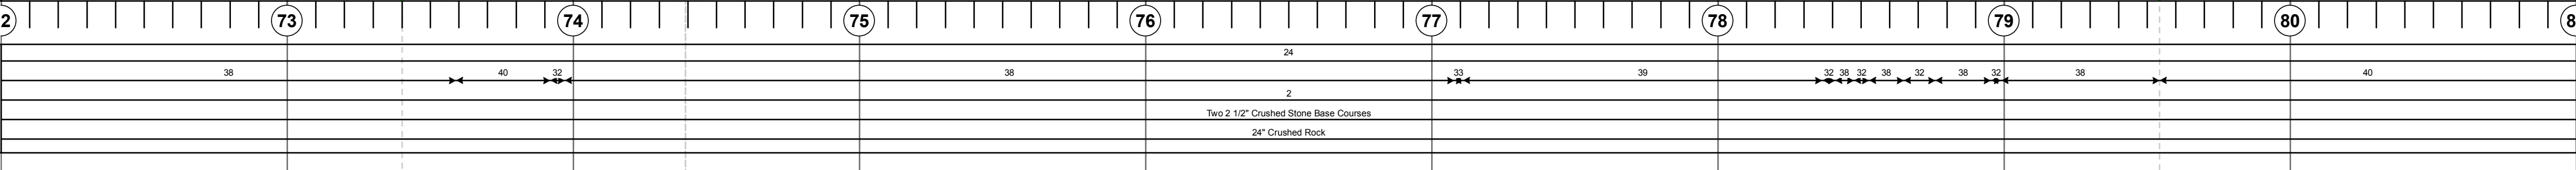 2 73 74 75 76 77 78 79 80 8
24
38 40 32 38 33 39 32 38 32 38 32 38 32 38 40
2
Two 2 1/2" Crushed Stone Base Courses
24" Crushed Rock